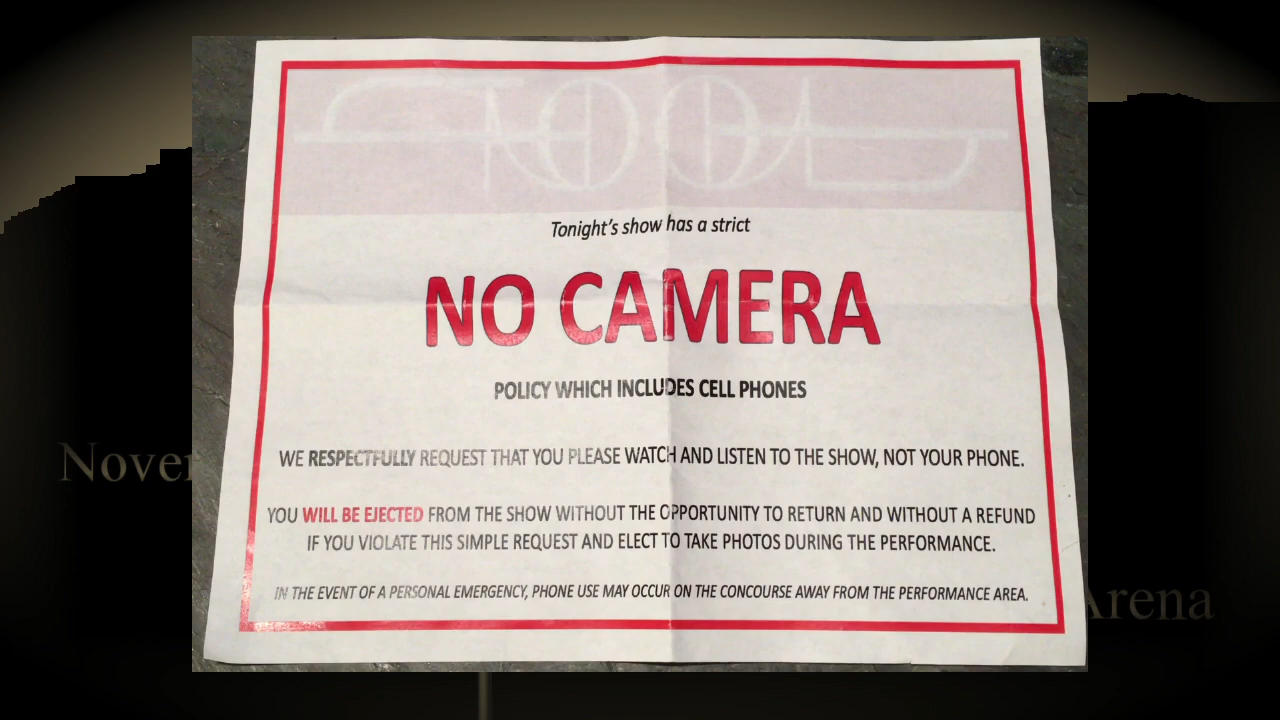 TOOL
Tonight's show has a strict
NO CAMERA
POLICY WHICH INCLUDES CELL PHONES
WE RESPECTFULLY REQUEST THAT YOU PLEASE WATCH AND LISTEN TO THE SHOW, NOT YOUR PHONE.
YOU WILL BE EJECTED FROM THE SHOW WITHOUT THE OPPORTUNITY TO RETURN AND WITHOUT A REFUND
IF YOU VIOLATE THIS SIMPLE REQUEST AND ELECT TO TAKE PHOTOS DURING THE PERFORMANCE.
IN THE EVENT OF A PERSONAL EMERGENCY, PHONE USE MAY OCCUR ON THE CONCOURSE AWAY FROM THE PERFORMANCE AREA.
Arena